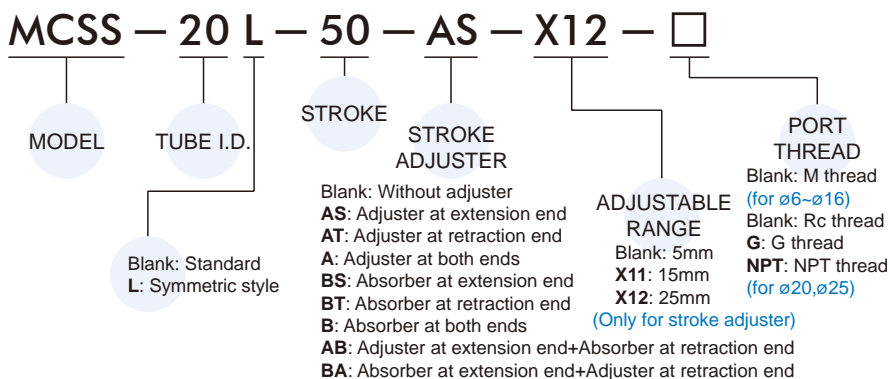 MCSS – 20 L – 50 – AS – X12 – □
MODEL
TUBE I.D.
Blank: Standard
L: Symmetric style
STROKE
STROKE
ADJUSTER
Blank: Without adjuster
AS: Adjuster at extension end
AT: Adjuster at retraction end
A: Adjuster at both ends
BS: Absorber at extension end
BT: Absorber at retraction end
B: Absorber at both ends
AB: Adjuster at extension end+Absorber at retraction end
BA: Absorber at extension end+Adjuster at retraction end
ADJUSTABLE
RANGE
Blank: 5mm
X11: 15mm
X12: 25mm
(Only for stroke adjuster)
PORT
THREAD
Blank: M thread
(for ø6~ø16)
Blank: Rc thread
G: G thread
NPT: NPT thread
(for ø20,ø25)